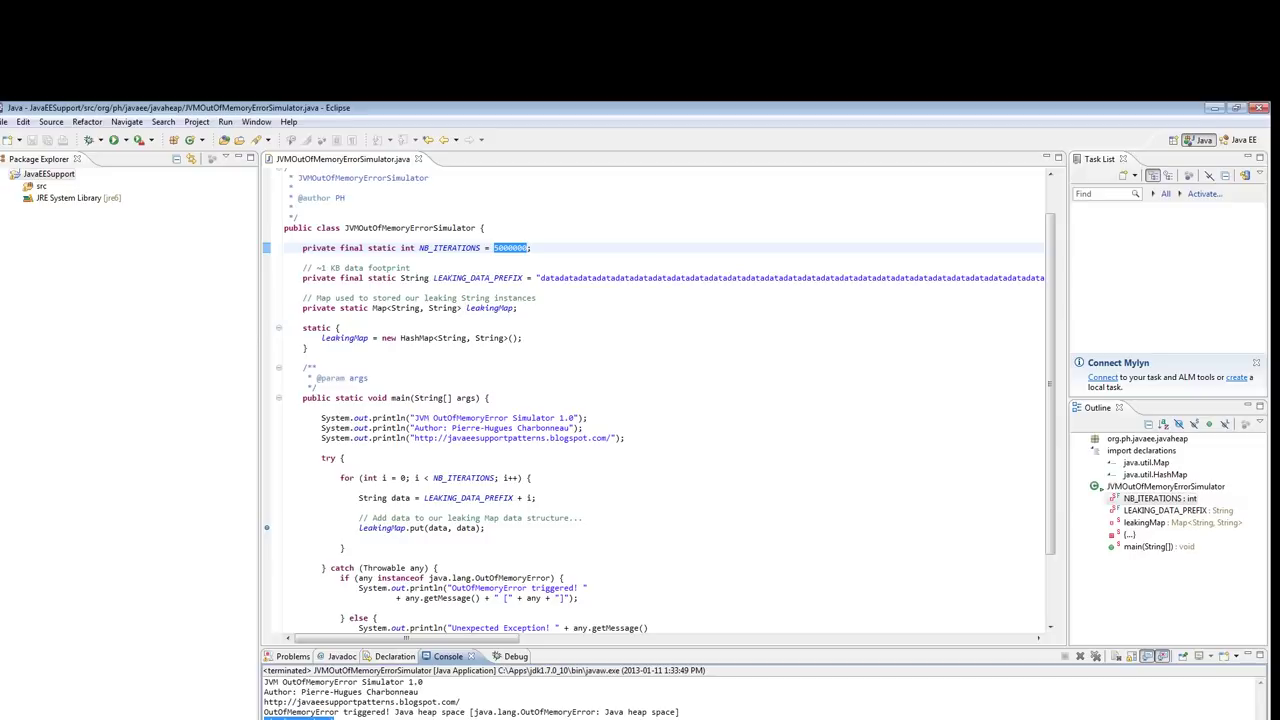 Java - JavaEESupport/src/org/ph/javaee/javaheap/JVMOutOfMemoryErrorSimulator.java - Eclipse
ile Edit Source Refactor Navigate Search Project Run Window Help
Java Java EE
Package Explorer
JavaEESupport
src
JRE System Library [jre6]
JVMOutOfMemoryErrorSimulator.java
/**
* JVMOutOfMemoryErrorSimulator
*
* @author PH
*
*/
public class JVMOutOfMemoryErrorSimulator {
private final static int NB_ITERATIONS = 5000000;
// ~1 KB data footprint
private final static String LEAKING_DATA_PREFIX = "datadatadatadatadatadatadatadatadatadatadatadatadatadatadatadatadatadatadatadatadatadatadatadatadatadatadata
// Map used to stored our leaking String instances
private static Map<String, String> leakingMap;
static {
leakingMap = new HashMap<String, String>();
}
/**
* @param args
*/
public static void main(String[] args) {
System.out.println("JVM OutOfMemoryError Simulator 1.0");
System.out.println("Author: Pierre-Hugues Charbonneau");
System.out.println("http://javaeesupportpatterns.blogspot.com/");
try {
for (int i = 0; i < NB_ITERATIONS; i++) {
String data = LEAKING_DATA_PREFIX + i;
// Add data to our leaking Map data structure...
leakingMap.put(data, data);
}
} catch (Throwable any) {
if (any instanceof java.lang.OutOfMemoryError) {
System.out.println("OutOfMemoryError triggered! "
+ any.getMessage() + " [" + any + "]");
} else {
System.out.println("Unexpected Exception! " + any.getMessage()
Task List
Find All Activate...
Connect Mylyn
Connect to your task and ALM tools or create a
local task.
Outline
org.ph.javaee.javaheap
import declarations
java.util.Map
java.util.HashMap
JVMOutOfMemoryErrorSimulator
NB_ITERATIONS : int
LEAKING_DATA_PREFIX : String
leakingMap : Map<String, String>
{...}
main(String[]) : void
Problems Javadoc Declaration Console Debug
<terminated> JVMOutOfMemoryErrorSimulator [Java Application] C:\Apps\jdk1.7.0_10\bin\javaw.exe (2013-01-11 1:33:49 PM)
JVM OutOfMemoryError Simulator 1.0
Author: Pierre-Hugues Charbonneau
http://javaeesupportpatterns.blogspot.com/
OutOfMemoryError triggered! Java heap space [java.lang.OutOfMemoryError: Java heap space]